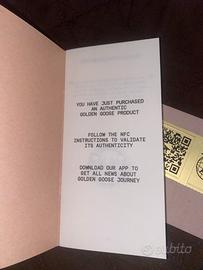 YOU HAVE JUST PURCHASED
AN AUTHENTIC
GOLDEN GOOSE PRODUCT
FOLLOW THE NFC
INSTRUCTIONS TO VALIDATE
ITS AUTHENTICITY
DOWNLOAD OUR APP TO
GET ALL NEWS ABOUT
GOLDEN GOOSE JOURNEY
subito